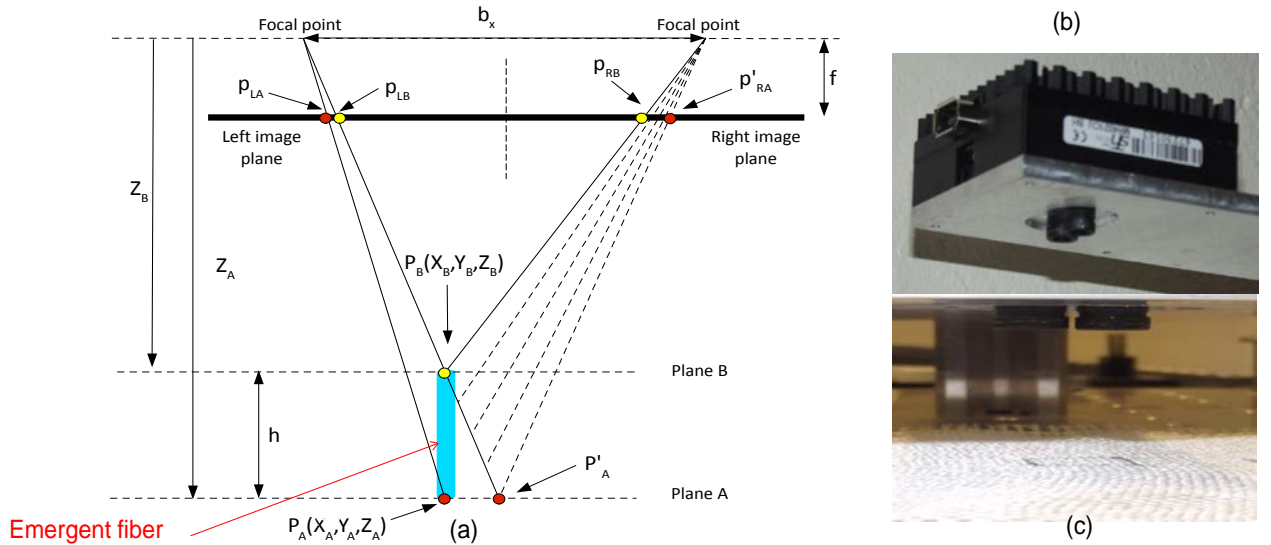 Focal point
b_x
Focal point
(b)
p_LA
p_LB
p_RB
p'_RA
f
Left image
plane
Right image
plane
Z_B
Z_A
P_B(X_B,Y_B,Z_B)
Plane B
h
P'_A
Plane A
Emergent fiber
P_A(X_A,Y_A,Z_A)
(a)
(c)